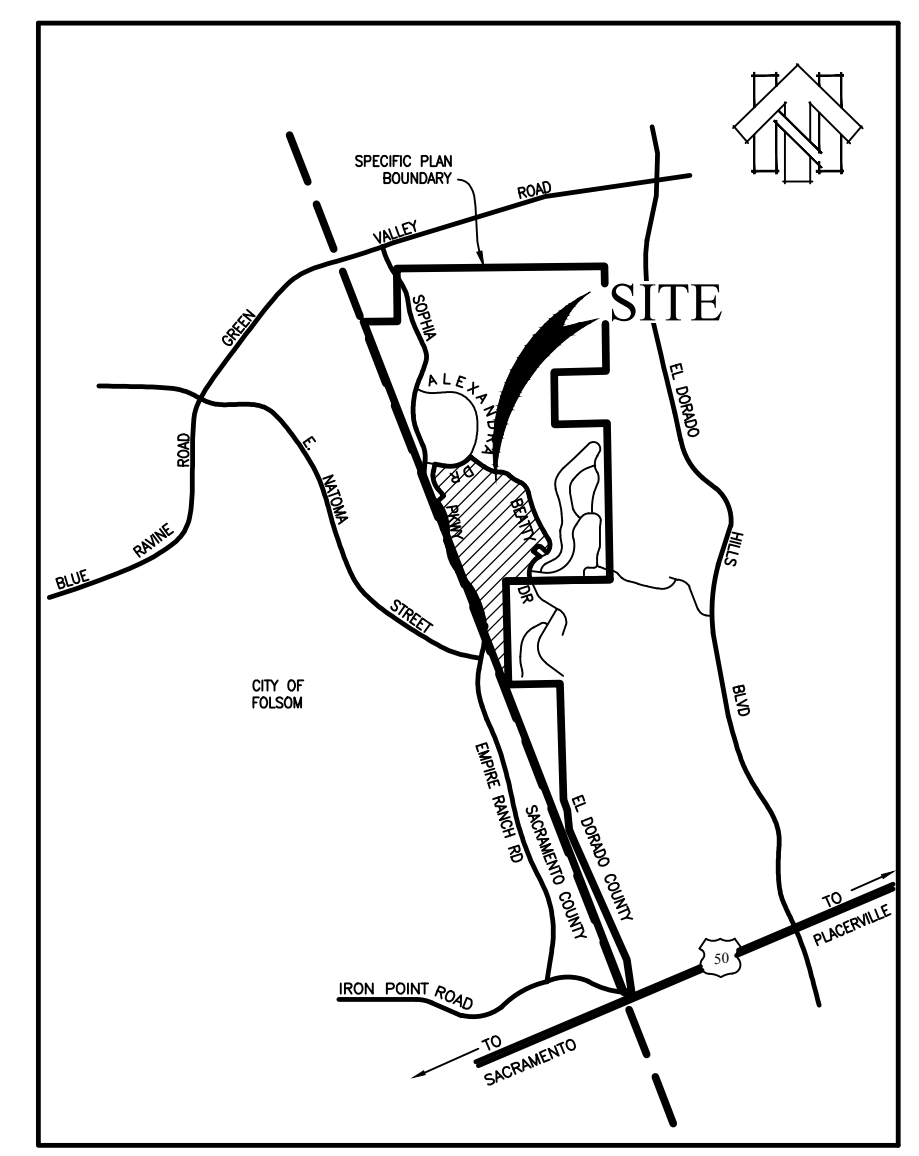 N
SPECIFIC PLAN
BOUNDARY
ROAD
VALLEY
GREEN
SITE
SOPHIA
ALEXANDRA
DR
EL DORADO
ROAD
E.
NATOMA
PKWY
BEATTY
RAVINE
BLUE
HILLS
DR
STREET
CITY OF
FOLSOM
BLVD
EMPIRE RANCH RD
SACRAMENTO COUNTY
EL DORADO COUNTY
TO
PLACERVILLE
50
IRON POINT ROAD
TO
SACRAMENTO